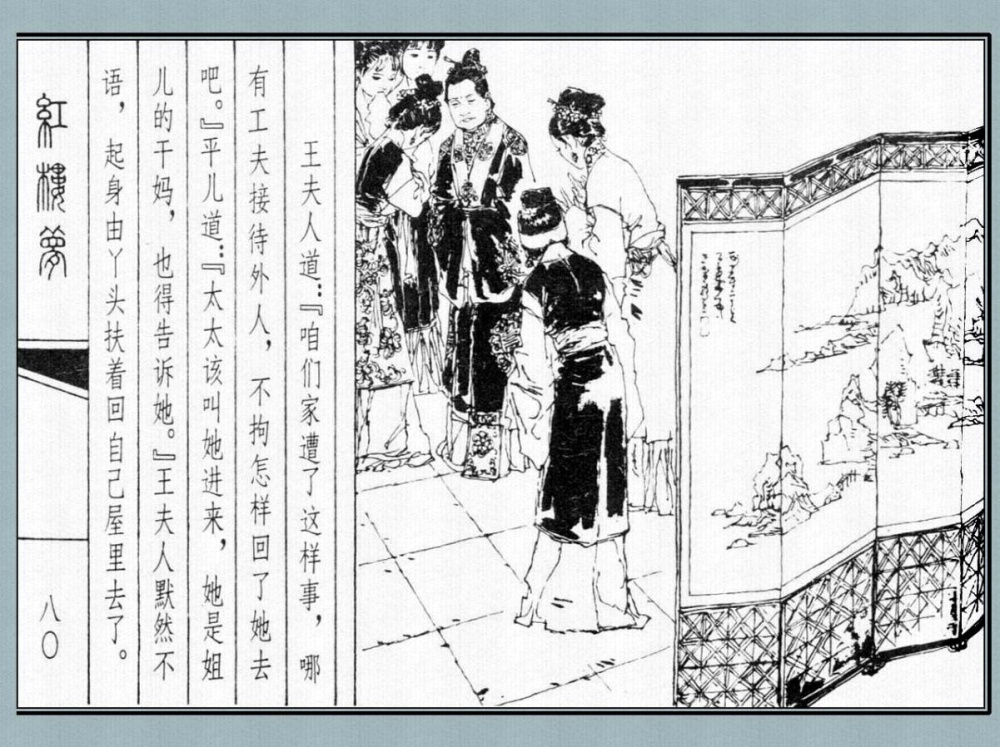 王夫人道：『咱们家遭了这样事，哪
有工夫接待外人，不拘怎样回了她去
吧。』平儿道：『太太该叫她进来，她是姐
儿的干妈，也得告诉她。』王夫人默然不
语，起身由丫头扶着回自己屋里去了。
紅樓夢
八〇